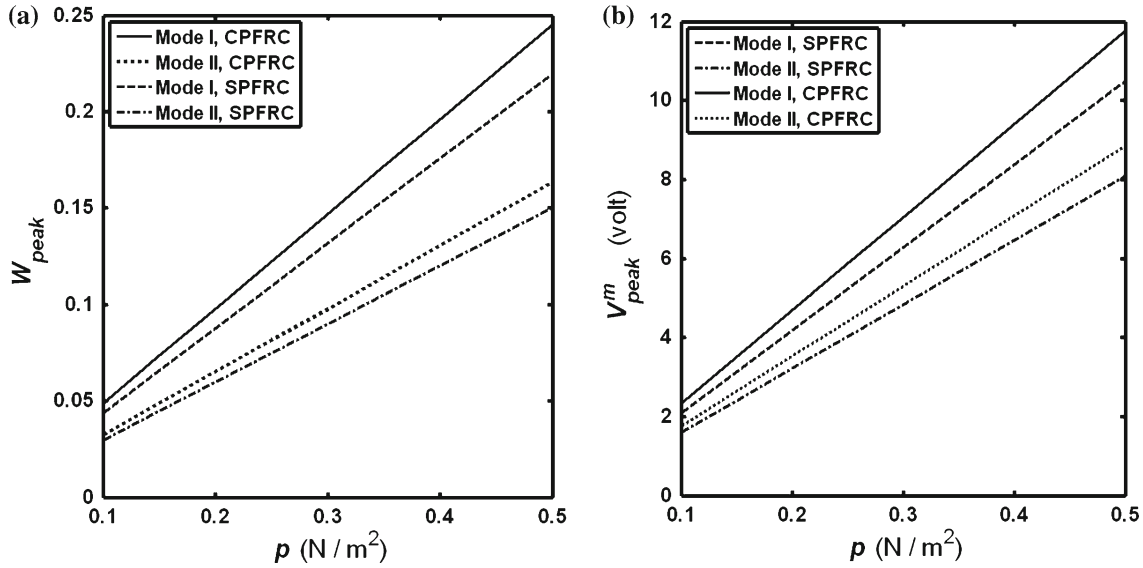 (a)
0.25
0.2
0.15
0.1
0.05
0
W peak
Mode I, CPFRC
Mode II, CPFRC
Mode I, SPFRC
Mode II, SPFRC
0.1 0.2 0.3 0.4 0.5
p (N / m²)
(b)
12
10
8
6
4
2
0
V m peak (volt)
Mode I, SPFRC
Mode II, SPFRC
Mode I, CPFRC
Mode II, CPFRC
0.1 0.2 0.3 0.4 0.5
p (N / m²)